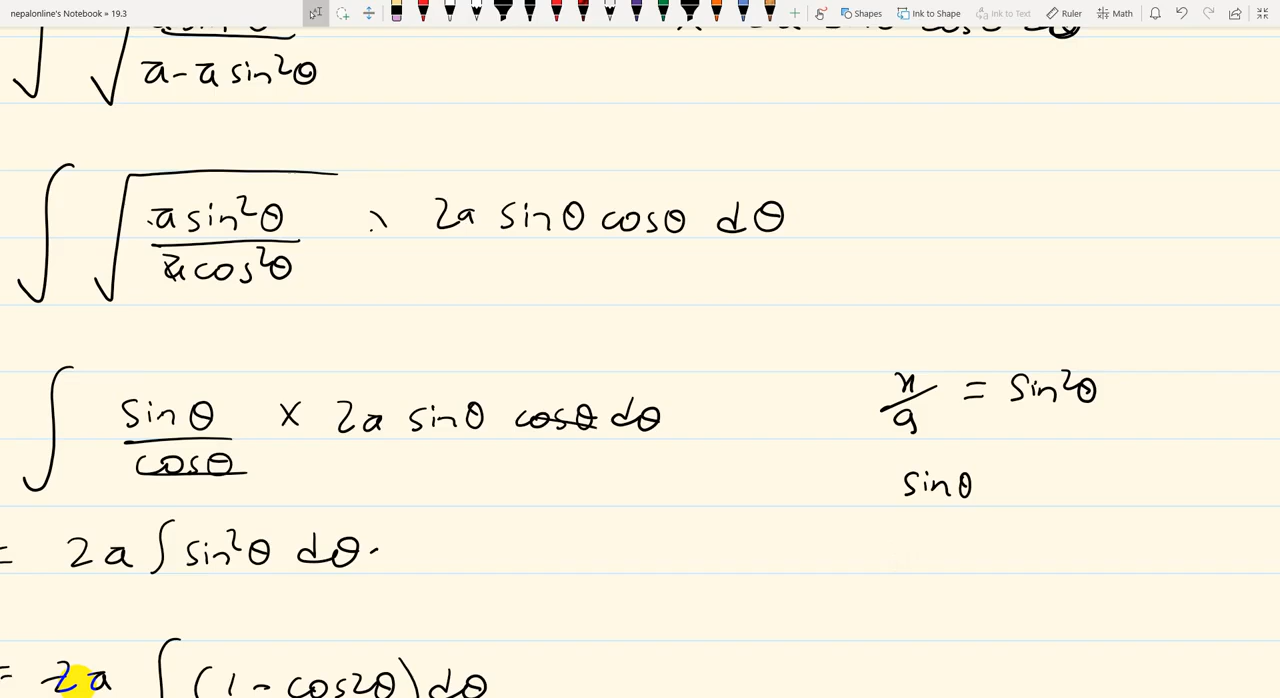 nepalonline's Notebook » 19.3 Shapes Ink to Shape Ink to Text Ruler Math
a - a sin²θ
∫ √(a sin²θ / a cos²θ) × 2a sinθ cosθ dθ
∫ sinθ/cosθ × 2a sinθ cosθ dθ
x/a = sin²θ
sinθ
= 2a ∫ sin²θ dθ.
= 2a ∫ (1 - cos2θ) dθ